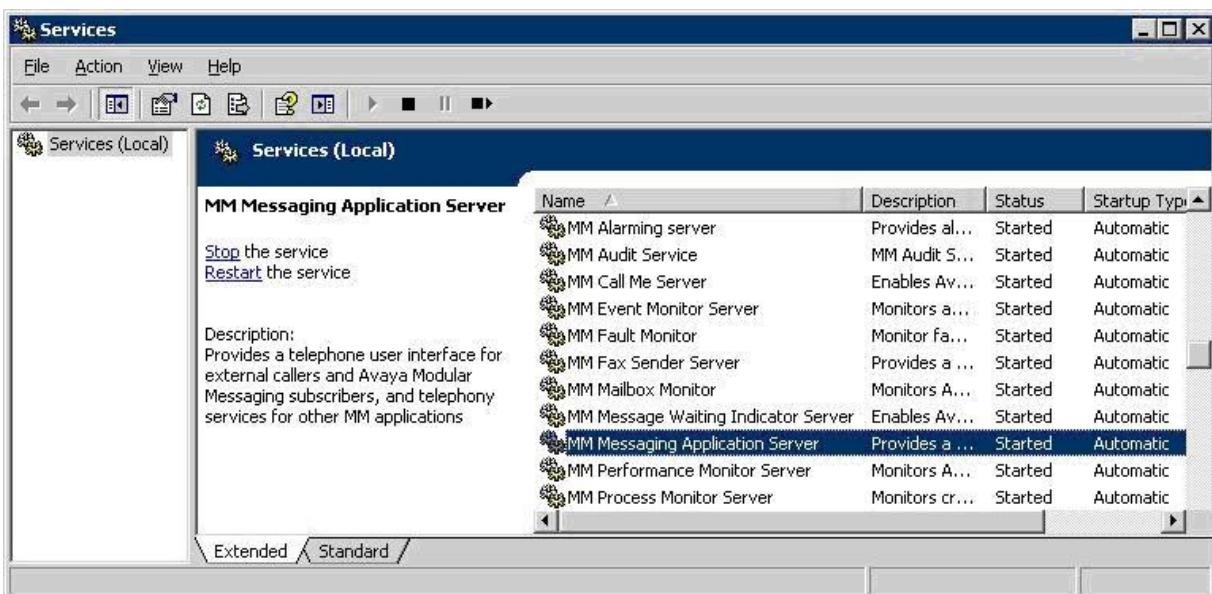 Services
File Action View Help
Services (Local)
Services (Local)
MM Messaging Application Server
Stop the service
Restart the service
Description:
Provides a telephone user interface for
external callers and Avaya Modular
Messaging subscribers, and telephony
services for other MM applications
Name Description Status Startup Typ
MM Alarming server Provides al... Started Automatic
MM Audit Service MM Audit S... Started Automatic
MM Call Me Server Enables Av... Started Automatic
MM Event Monitor Server Monitors a... Started Automatic
MM Fault Monitor Monitor fa... Started Automatic
MM Fax Sender Server Provides a ... Started Automatic
MM Mailbox Monitor Monitors A... Started Automatic
MM Message Waiting Indicator Server Enables Av... Started Automatic
MM Messaging Application Server Provides a ... Started Automatic
MM Performance Monitor Server Monitors A... Started Automatic
MM Process Monitor Server Monitors cr... Started Automatic
Extended Standard